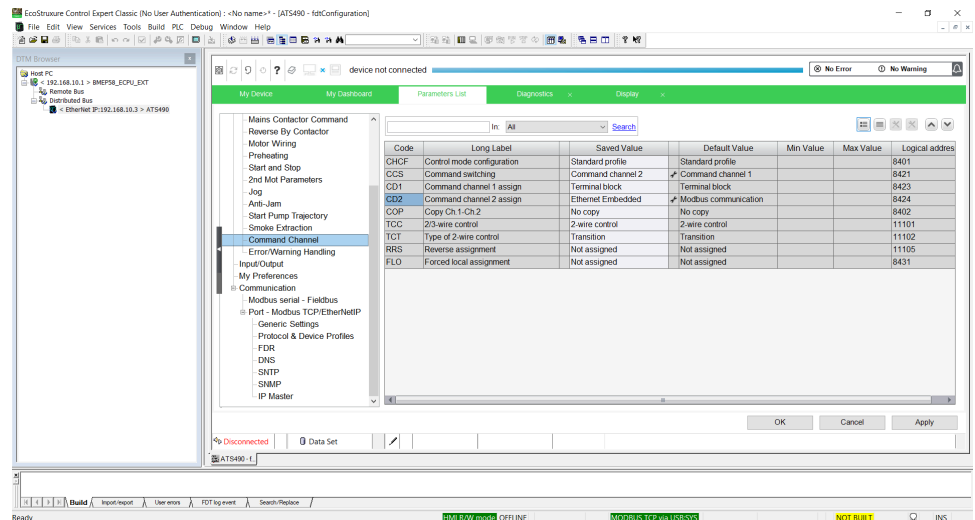 EcoStruxure Control Expert Classic (No User Authentication) : <No name>* - [ATS490 - fdtConfiguration]
File Edit View Services Tools Build PLC Debug Window Help
DTM Browser
Host PC
< 192.168.10.1 > BMEP58_ECPU_EXT
Remote Bus
Distributed Bus
< EtherNet IP:192.168.10.3 > ATS490
device not connected
No Error
No Warning
My Device
My Dashboard
Parameters List
Diagnostics
Display
Mains Contactor Command
Reverse By Contactor
Motor Wiring
Preheating
Start and Stop
2nd Mot Parameters
Jog
Anti-Jam
Start Pump Trajectory
Smoke Extraction
Command Channel
Error/Warning Handling
Input/Output
My Preferences
Communication
Modbus serial - Fieldbus
Port - Modbus TCP/EtherNetIP
Generic Settings
Protocol & Device Profiles
FDR
DNS
SNTP
SNMP
IP Master
In: All Search
Code Long Label Saved Value Default Value Min Value Max Value Logical addres
CHCF Control mode configuration Standard profile Standard profile 8401
CCS Command switching Command channel 2 Command channel 1 8421
CD1 Command channel 1 assign Terminal block Terminal block 8423
CD2 Command channel 2 assign Ethernet Embedded Modbus communication 8424
COP Copy Ch.1-Ch.2 No copy No copy 8402
TCC 2/3-wire control 2-wire control 2-wire control 11101
TCT Type of 2-wire control Transition Transition 11102
RRS Reverse assignment Not assigned Not assigned 11105
FLO Forced local assignment Not assigned Not assigned 8431
OK Cancel Apply
Disconnected Data Set
ATS490 - f..
Build Import/export User errors FDT log event Search/Replace
Ready HMI R/W mode OFFLINE MODBUS TCP via USB:SYS NOT BUILT INS